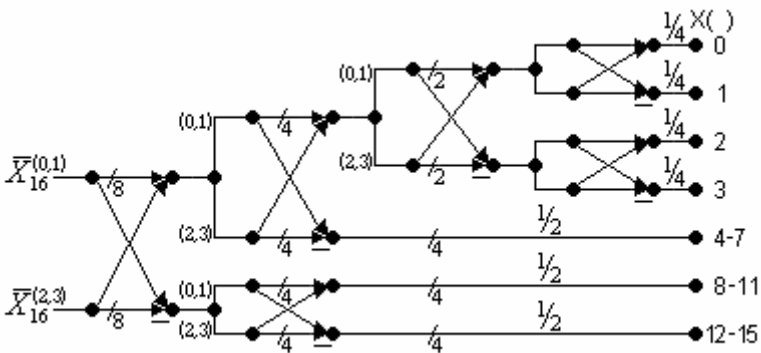 1/4 X( )
0
(0,1) /2 1/4
1
(0,1) /4 1/4
2
(2,3) /2 1/4
3
X̅16(0,1) /8
(2,3) /4 /4 1/2 4-7
(0,1) /4 /4 1/2 8-11
X̅16(2,3) /8
(2,3) /4 /4 1/2 12-15